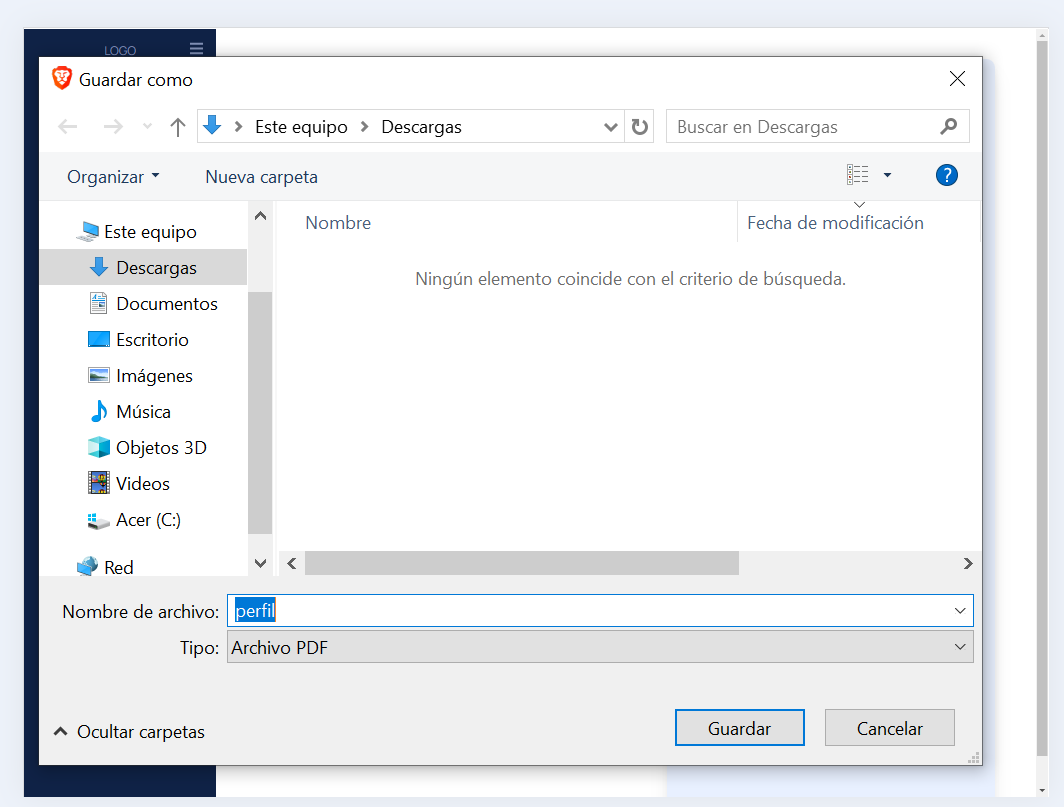 LOGO
Guardar como
Este equipo Descargas
Buscar en Descargas
Organizar
Nueva carpeta
?
Nombre
Fecha de modificación
Ningún elemento coincide con el criterio de búsqueda.
Este equipo
Descargas
Documentos
Escritorio
Imágenes
Música
Objetos 3D
Videos
Acer (C:)
Red
Nombre de archivo: perfil
Tipo: Archivo PDF
Ocultar carpetas
Guardar
Cancelar